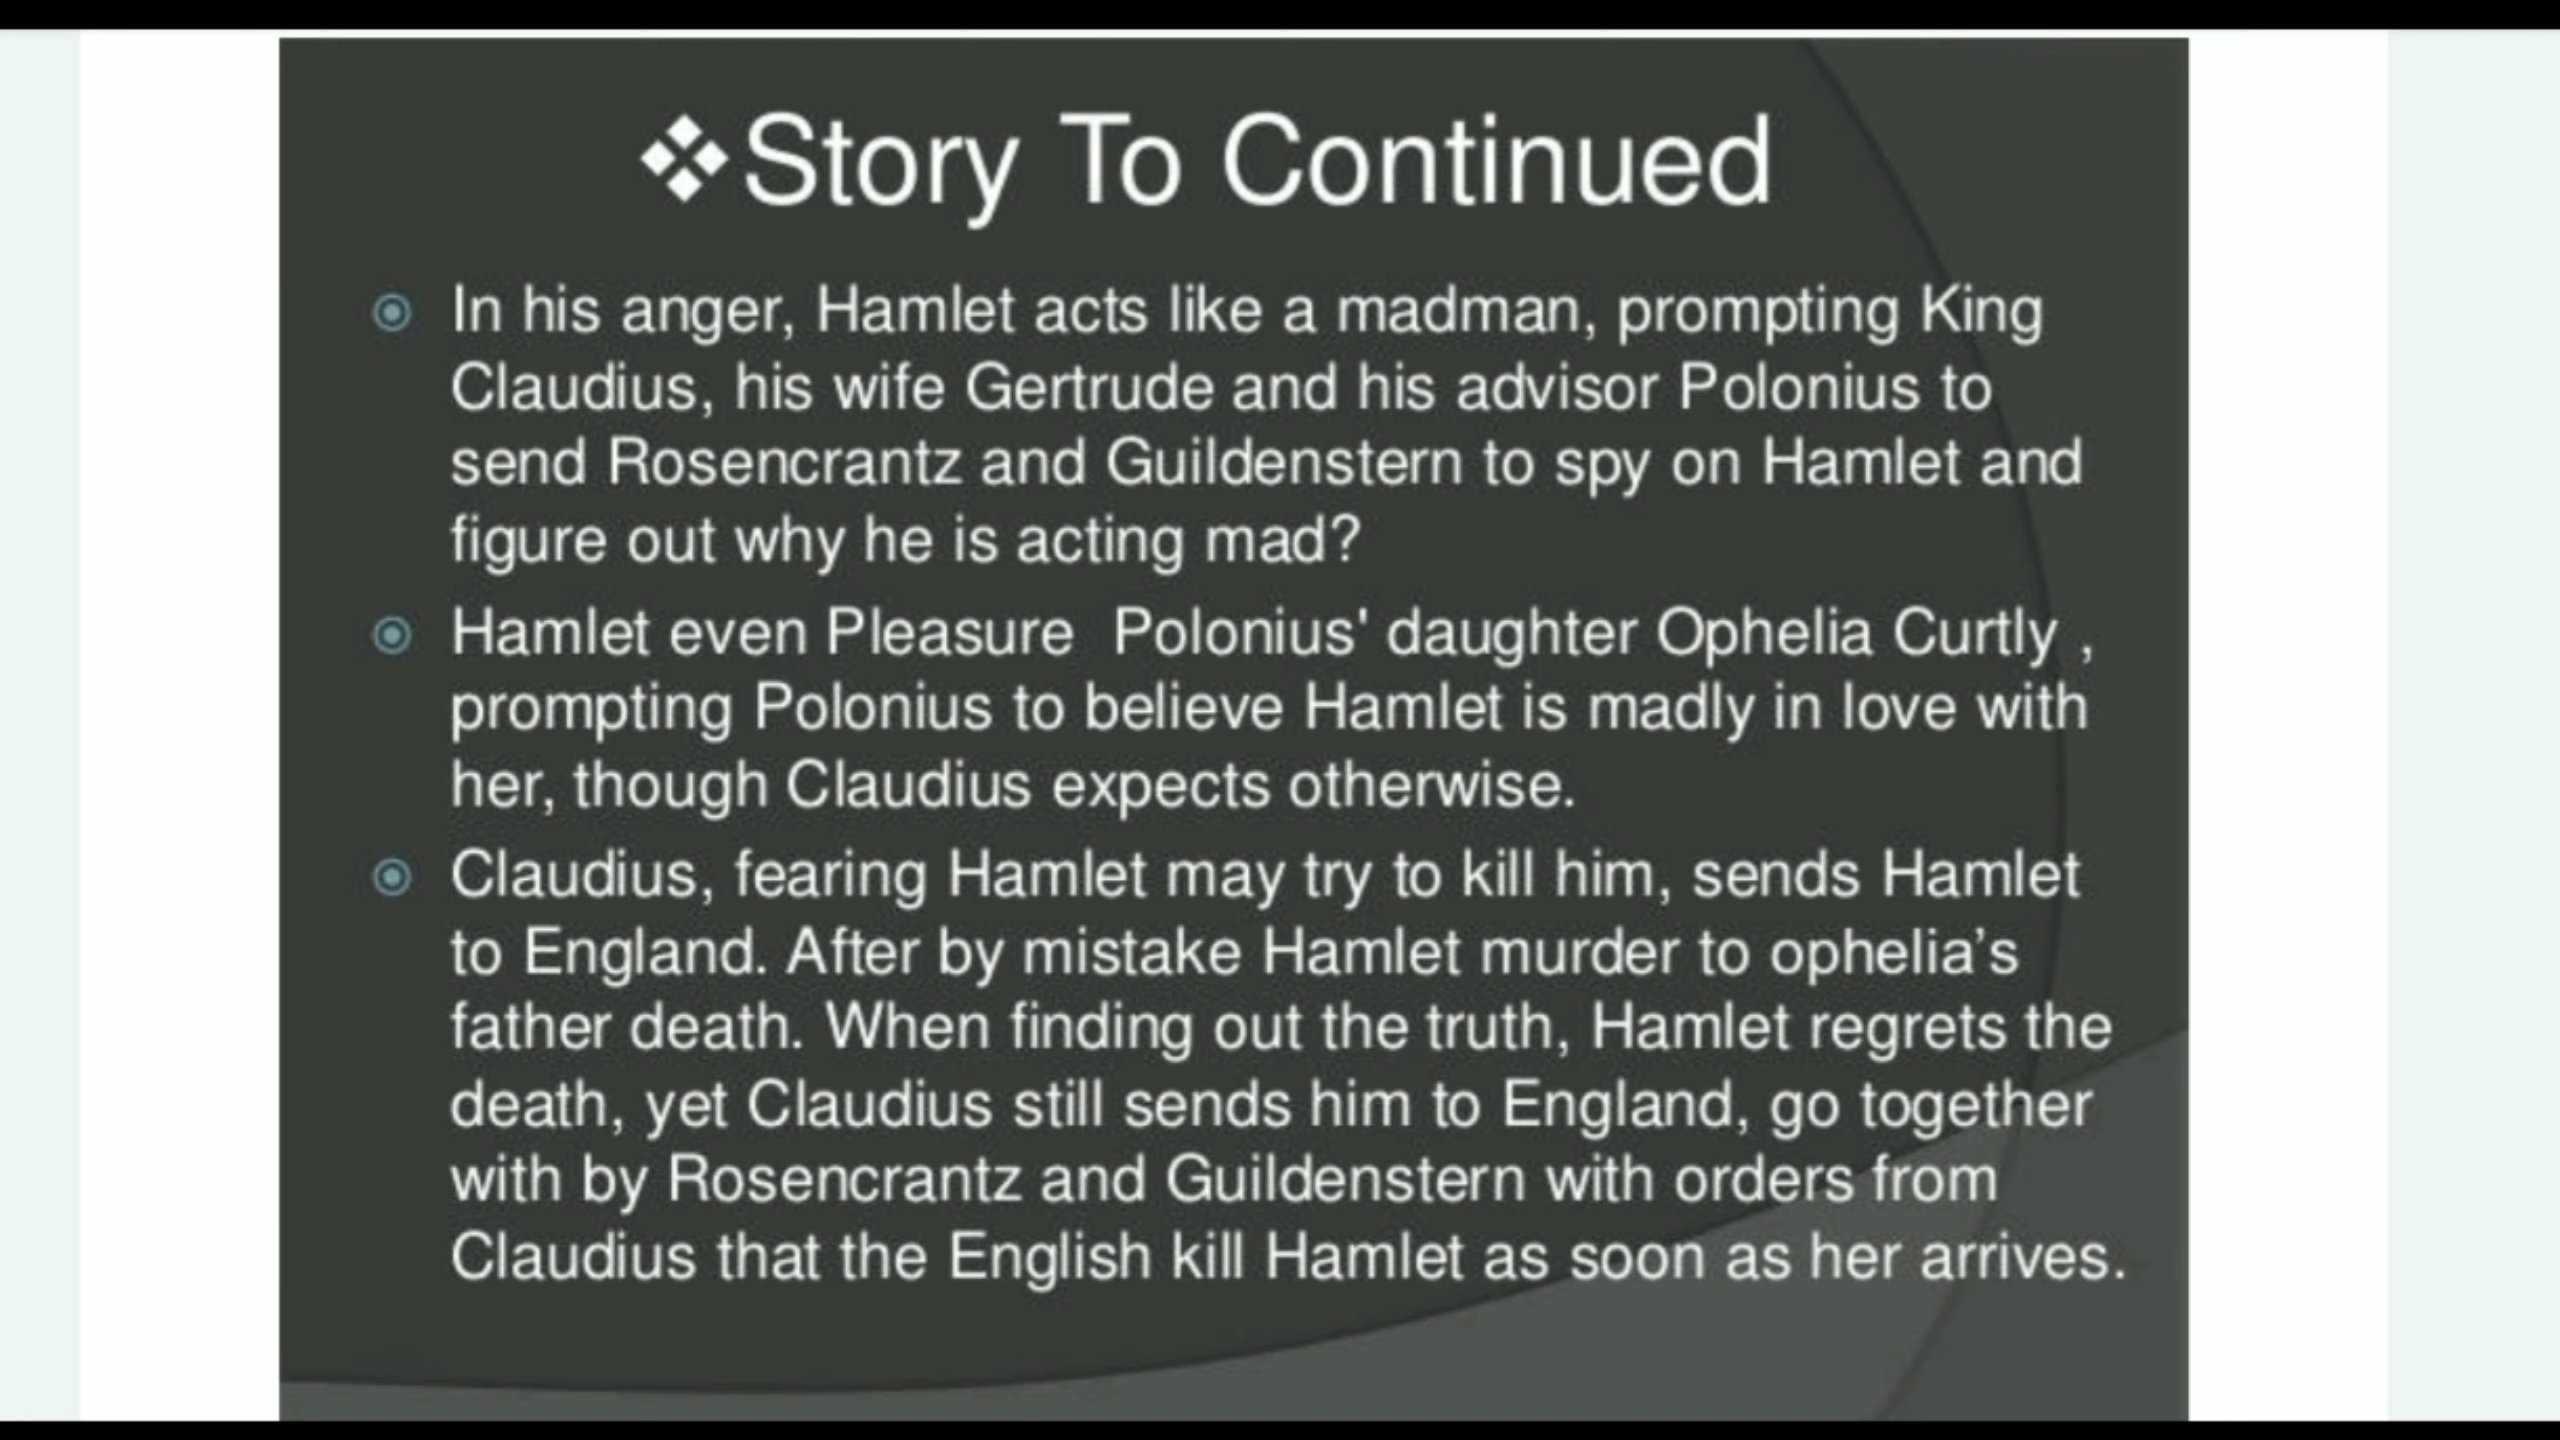 ❖Story To Continued
In his anger, Hamlet acts like a madman, prompting King
Claudius, his wife Gertrude and his advisor Polonius to
send Rosencrantz and Guildenstern to spy on Hamlet and
figure out why he is acting mad?
Hamlet even Pleasure  Polonius' daughter Ophelia Curtly ,
prompting Polonius to believe Hamlet is madly in love with
her, though Claudius expects otherwise.
Claudius, fearing Hamlet may try to kill him, sends Hamlet
to England. After by mistake Hamlet murder to ophelia’s
father death. When finding out the truth, Hamlet regrets the
death, yet Claudius still sends him to England, go together
with by Rosencrantz and Guildenstern with orders from
Claudius that the English kill Hamlet as soon as her arrives.